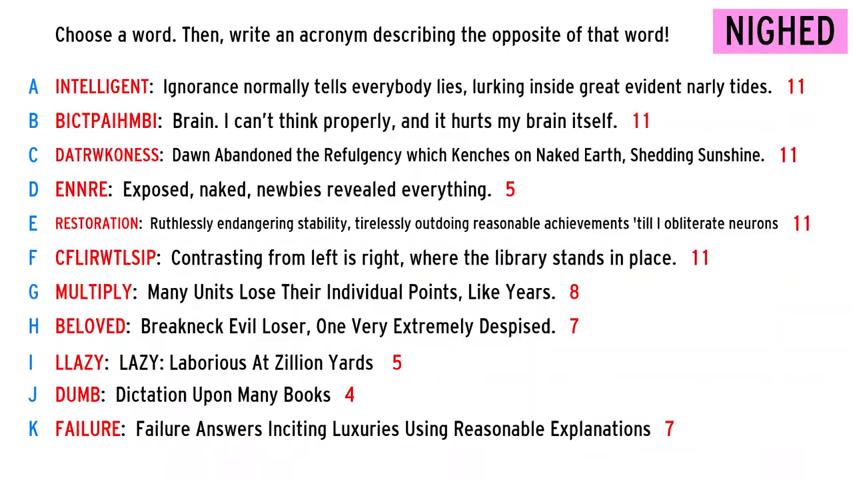 Choose a word. Then, write an acronym describing the opposite of that word!
NIGHED
A INTELLIGENT: Ignorance normally tells everybody lies, lurking inside great evident narly tides. 11
B BICTPAIHMBI: Brain. I can't think properly, and it hurts my brain itself. 11
C DATRWKONESS: Dawn Abandoned the Refulgency which Kenches on Naked Earth, Shedding Sunshine. 11
D ENNRE: Exposed, naked, newbies revealed everything. 5
E RESTORATION: Ruthlessly endangering stability, tirelessly outdoing reasonable achievements 'till I obliterate neurons 11
F CFLIRWTLSIP: Contrasting from left is right, where the library stands in place. 11
G MULTIPLY: Many Units Lose Their Individual Points, Like Years. 8
H BELOVED: Breakneck Evil Loser, One Very Extremely Despised. 7
I LLAZY: LAZY: Laborious At Zillion Yards 5
J DUMB: Dictation Upon Many Books 4
K FAILURE: Failure Answers Inciting Luxuries Using Reasonable Explanations 7